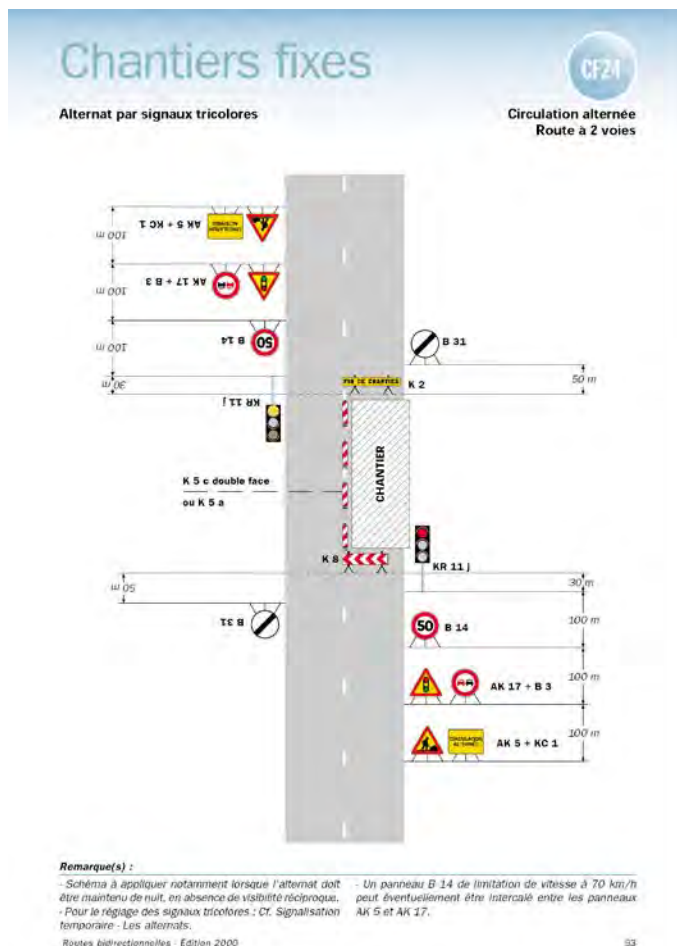 Chantiers fixes
CF24
Alternat par signaux tricolores
Circulation alternée
Route à 2 voies
100 m
AK 5 + KC 1
100 m
AK 17 + B 3
100 m
50
B 14
30 m
KR 11 j
B 31
50 m
FIN DE CHANTIER
K 2
CHANTIER
K 5 c double face
ou K 5 a
K 8
KR 11 j
50 m
B 31
30 m
50
B 14
100 m
AK 17 + B 3
100 m
AK 5 + KC 1
100 m
Remarque(s) :
- Schéma à appliquer notamment lorsque l'alternat doit
être maintenu de nuit, en absence de visibilité réciproque.
- Pour le réglage des signaux tricolores : Cf. Signalisation
temporaire - Les alternats.
- Un panneau B 14 de limitation de vitesse à 70 km/h
peut éventuellement être intercalé entre les panneaux
AK 5 et AK 17.
Routes bidirectionnelles - Édition 2000
93